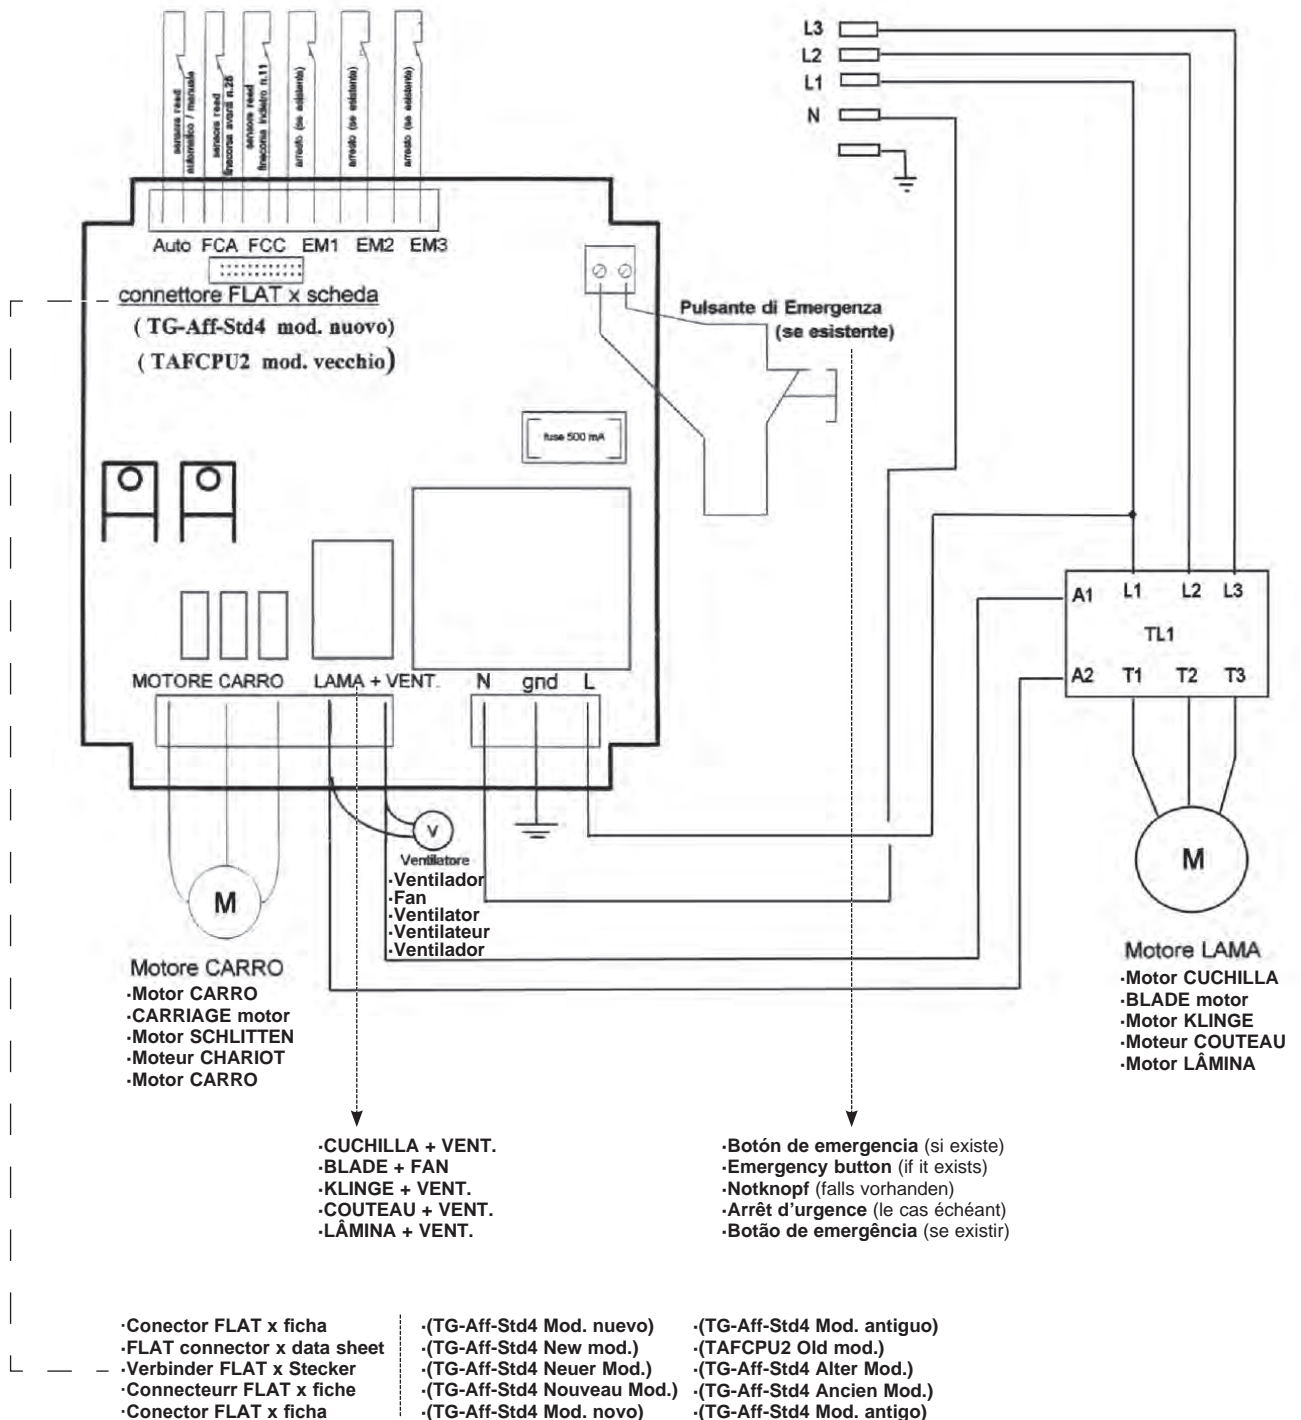 L3
L2
L1
N
sensore reed
automatico / manuale
sensore reed
finecorsa avanti n.26
sensore reed
finecorsa indietro n.11
arresto (se esistente)
arresto (se esistente)
arresto (se esistente)
Auto FCA FCC EM1 EM2 EM3
connettore FLAT x scheda
( TG-Aff-Std4 mod. nuovo)
( TAFCPU2 mod. vecchio)
Pulsante di Emergenza
(se esistente)
fuse 500 mA
A1 L1 L2 L3
TL1
A2 T1 T2 T3
MOTORE CARRO LAMA + VENT. N gnd L
V
Ventilatore
·Ventilador
·Fan
·Ventilator
·Ventilateur
·Ventilador
M
Motore CARRO
·Motor CARRO
·CARRIAGE motor
·Motor SCHLITTEN
·Moteur CHARIOT
·Motor CARRO
M
Motore LAMA
·Motor CUCHILLA
·BLADE motor
·Motor KLINGE
·Moteur COUTEAU
·Motor LÂMINA
·CUCHILLA + VENT.
·BLADE + FAN
·KLINGE + VENT.
·COUTEAU + VENT.
·LÂMINA + VENT.
·Botón de emergencia (si existe)
·Emergency button (if it exists)
·Notknopf (falls vorhanden)
·Arrêt d'urgence (le cas échéant)
·Botão de emergência (se existir)
·Conector FLAT x ficha
·FLAT connector x data sheet
·Verbinder FLAT x Stecker
·Connecteurr FLAT x fiche
·Conector FLAT x ficha
·(TG-Aff-Std4 Mod. nuevo)
·(TG-Aff-Std4 New mod.)
·(TG-Aff-Std4 Neuer Mod.)
·(TG-Aff-Std4 Nouveau Mod.)
·(TG-Aff-Std4 Mod. novo)
·(TG-Aff-Std4 Mod. antiguo)
·(TAFCPU2 Old mod.)
·(TG-Aff-Std4 Alter Mod.)
·(TG-Aff-Std4 Ancien Mod.)
·(TG-Aff-Std4 Mod. antigo)